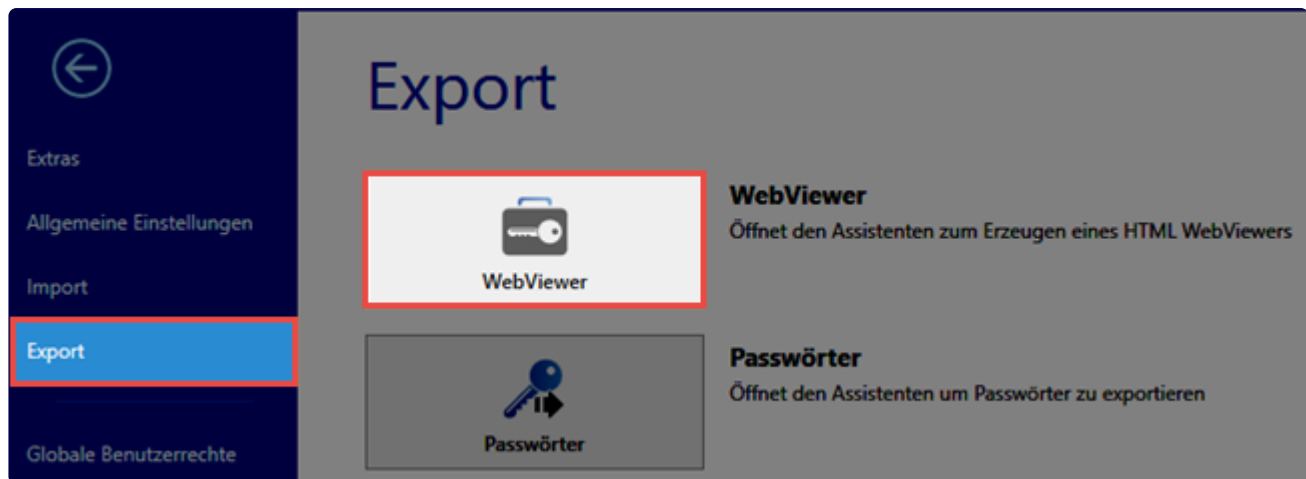 Export
Extras
Allgemeine Einstellungen
Import
Export
Globale Benutzerrechte
WebViewer
WebViewer
Öffnet den Assistenten zum Erzeugen eines HTML WebViewers
Passwörter
Passwörter
Öffnet den Assistenten um Passwörter zu exportieren